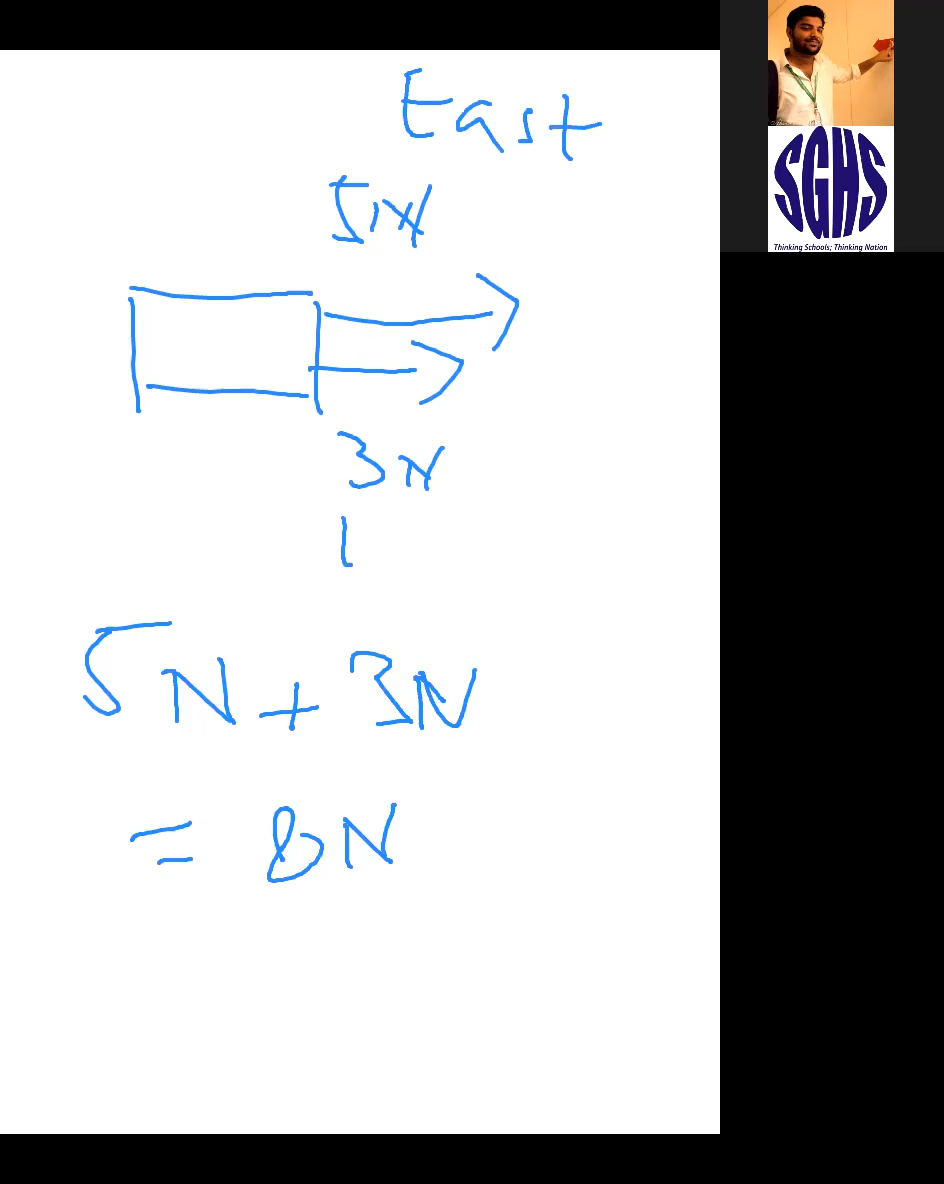 East
5N
3N
5N + 3N
= 8N
SGHS
Thinking Schools; Thinking Nation